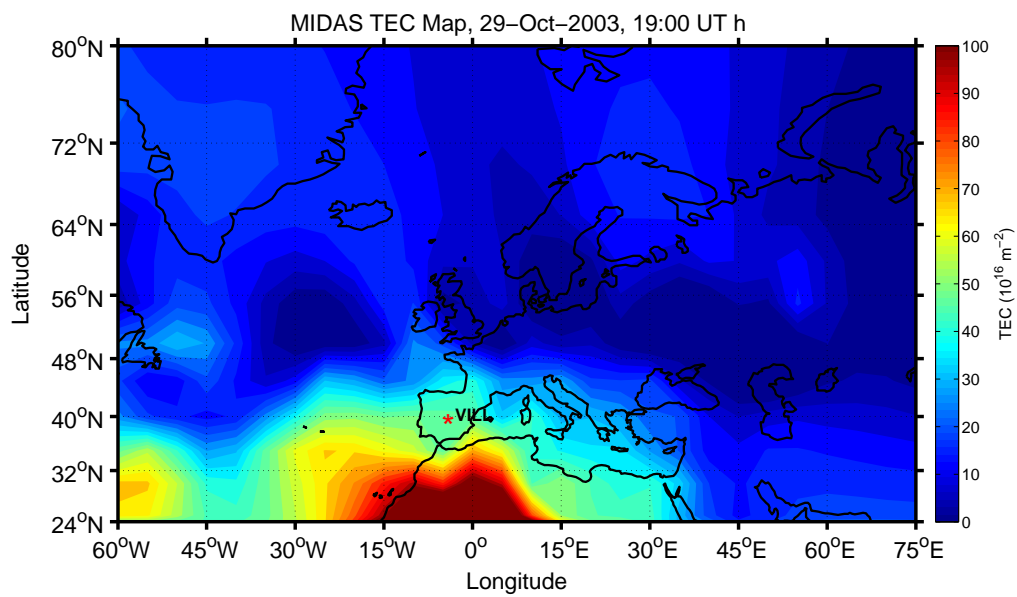 MIDAS TEC Map, 29−Oct−2003, 19:00 UT h
80°N
72°N
64°N
56°N
48°N
40°N
32°N
24°N
Latitude
VILL
60°W 45°W 30°W 15°W 0° 15°E 30°E 45°E 60°E 75°E
Longitude
100
90
80
70
60
50
40
30
20
10
0
TEC (10¹⁶ m⁻²)